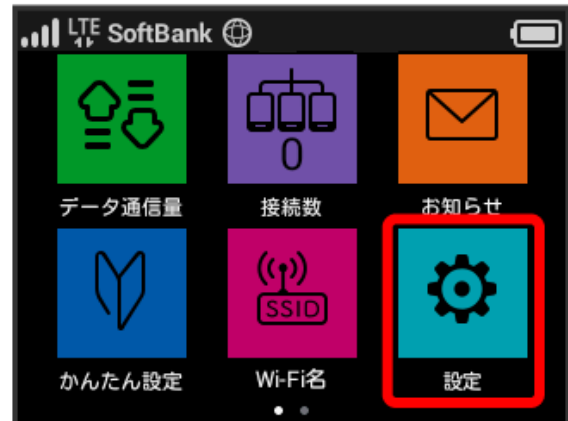 LTE SoftBank
0
データ通信量 接続数 お知らせ
SSID
かんたん設定 Wi-Fi名 設定